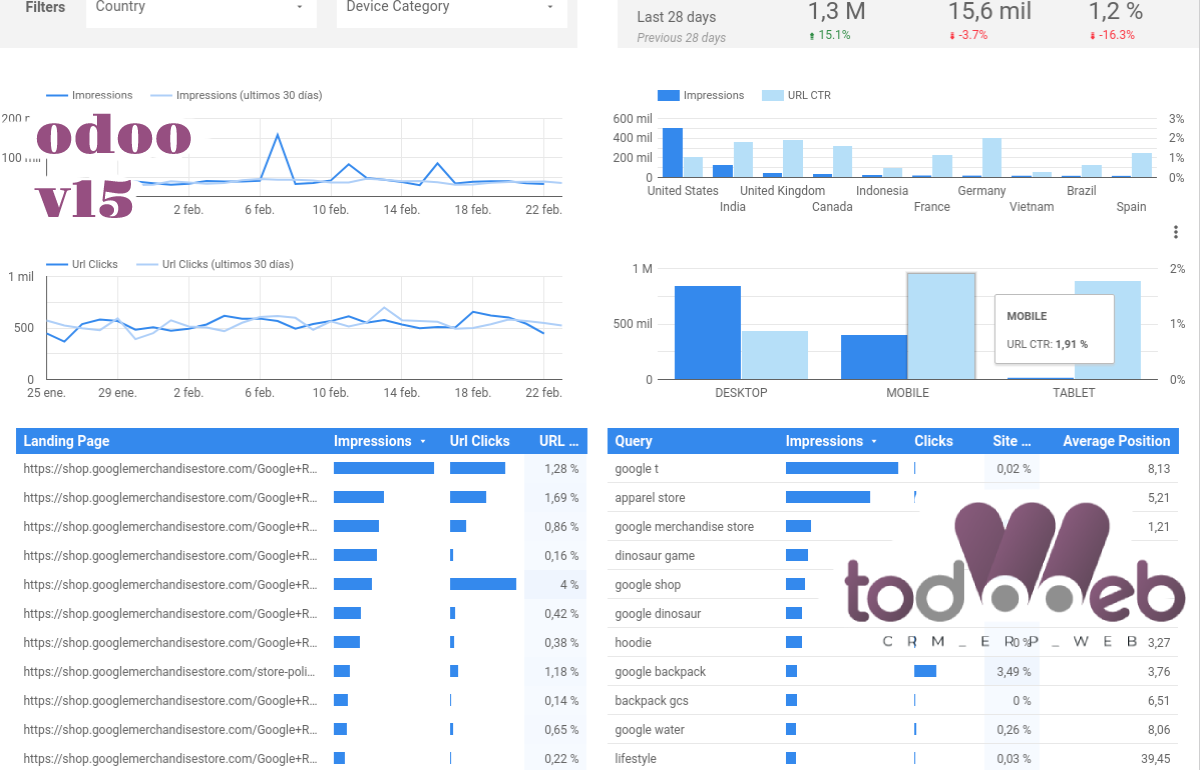 Filters Country Device Category
Last 28 days 1,3 M 15,6 mil 1,2 %
Previous 28 days 15.1% -3.7% -16.3%
Impressions Impressions (ultimos 30 días)
100
2 feb. 6 feb. 10 feb. 14 feb. 18 feb. 22 feb.
odoo
v15
Impressions URL CTR
600 mil 3%
400 mil 2%
200 mil 1%
0 0%
United States United Kingdom Indonesia Germany Brazil
India Canada France Vietnam Spain
Url Clicks Url Clicks (ultimos 30 días)
1 mil
500
0
25 ene. 29 ene. 2 feb. 6 feb. 10 feb. 14 feb. 18 feb. 22 feb.
1 M 2%
500 mil 1%
0 0%
MOBILE
URL CTR: 1,91 %
DESKTOP MOBILE TABLET
Landing Page Impressions Url Clicks URL ...
https://shop.googlemerchandisestore.com/Google+R... 1,28 %
https://shop.googlemerchandisestore.com/Google+R... 1,69 %
https://shop.googlemerchandisestore.com/Google+R... 0,86 %
https://shop.googlemerchandisestore.com/Google+R... 0,16 %
https://shop.googlemerchandisestore.com/Google+R... 4 %
https://shop.googlemerchandisestore.com/Google+R... 0,42 %
https://shop.googlemerchandisestore.com/Google+R... 0,38 %
https://shop.googlemerchandisestore.com/store-poli... 1,18 %
https://shop.googlemerchandisestore.com/Google+R... 0,14 %
https://shop.googlemerchandisestore.com/Google+R... 0,65 %
https://shop.googlemerchandisestore.com/Google+R... 0,22 %
Query Impressions Clicks Site ... Average Position
google t 0,02 % 8,13
apparel store 5,21
google merchandise store 1,21
dinosaur game
google shop
google dinosaur
hoodie 0 % 3,27
google backpack 3,49 % 3,76
backpack gcs 0 % 6,51
google water 0,26 % 8,06
lifestyle 0,03 % 39,45
todooweb
CRM_ERP_WEB